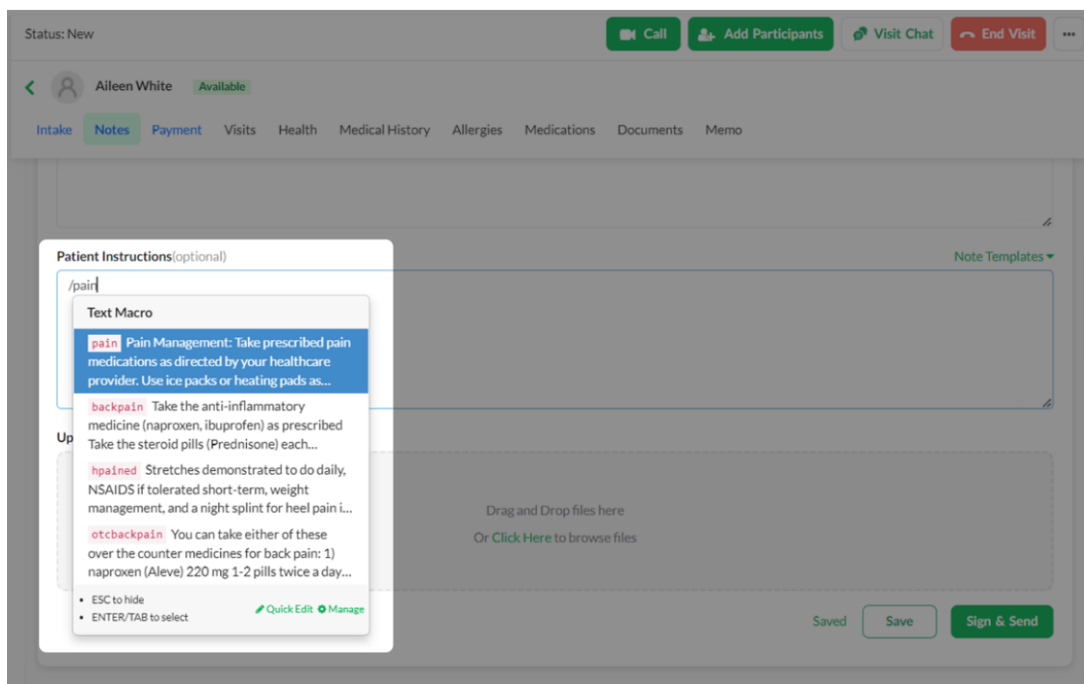 Status: New
Call
Add Participants
Visit Chat
End Visit
Aileen White
Available
Intake
Notes
Payment
Visits
Health
Medical History
Allergies
Medications
Documents
Memo
Patient Instructions(optional)
Note Templates
/pain
Text Macro
pain Pain Management: Take prescribed pain
medications as directed by your healthcare
provider. Use ice packs or heating pads as...
backpain Take the anti-inflammatory
medicine (naproxen, ibuprofen) as prescribed
Take the steroid pills (Prednisone) each...
Up
hpained Stretches demonstrated to do daily,
NSAIDS if tolerated short-term, weight
management, and a night splint for heel pain i...
otcbackpain You can take either of these
over the counter medicines for back pain: 1)
naproxen (Aleve) 220 mg 1-2 pills twice a day...
Drag and Drop files here
Or Click Here to browse files
ESC to hide
ENTER/TAB to select
Quick Edit
Manage
Saved
Save
Sign & Send